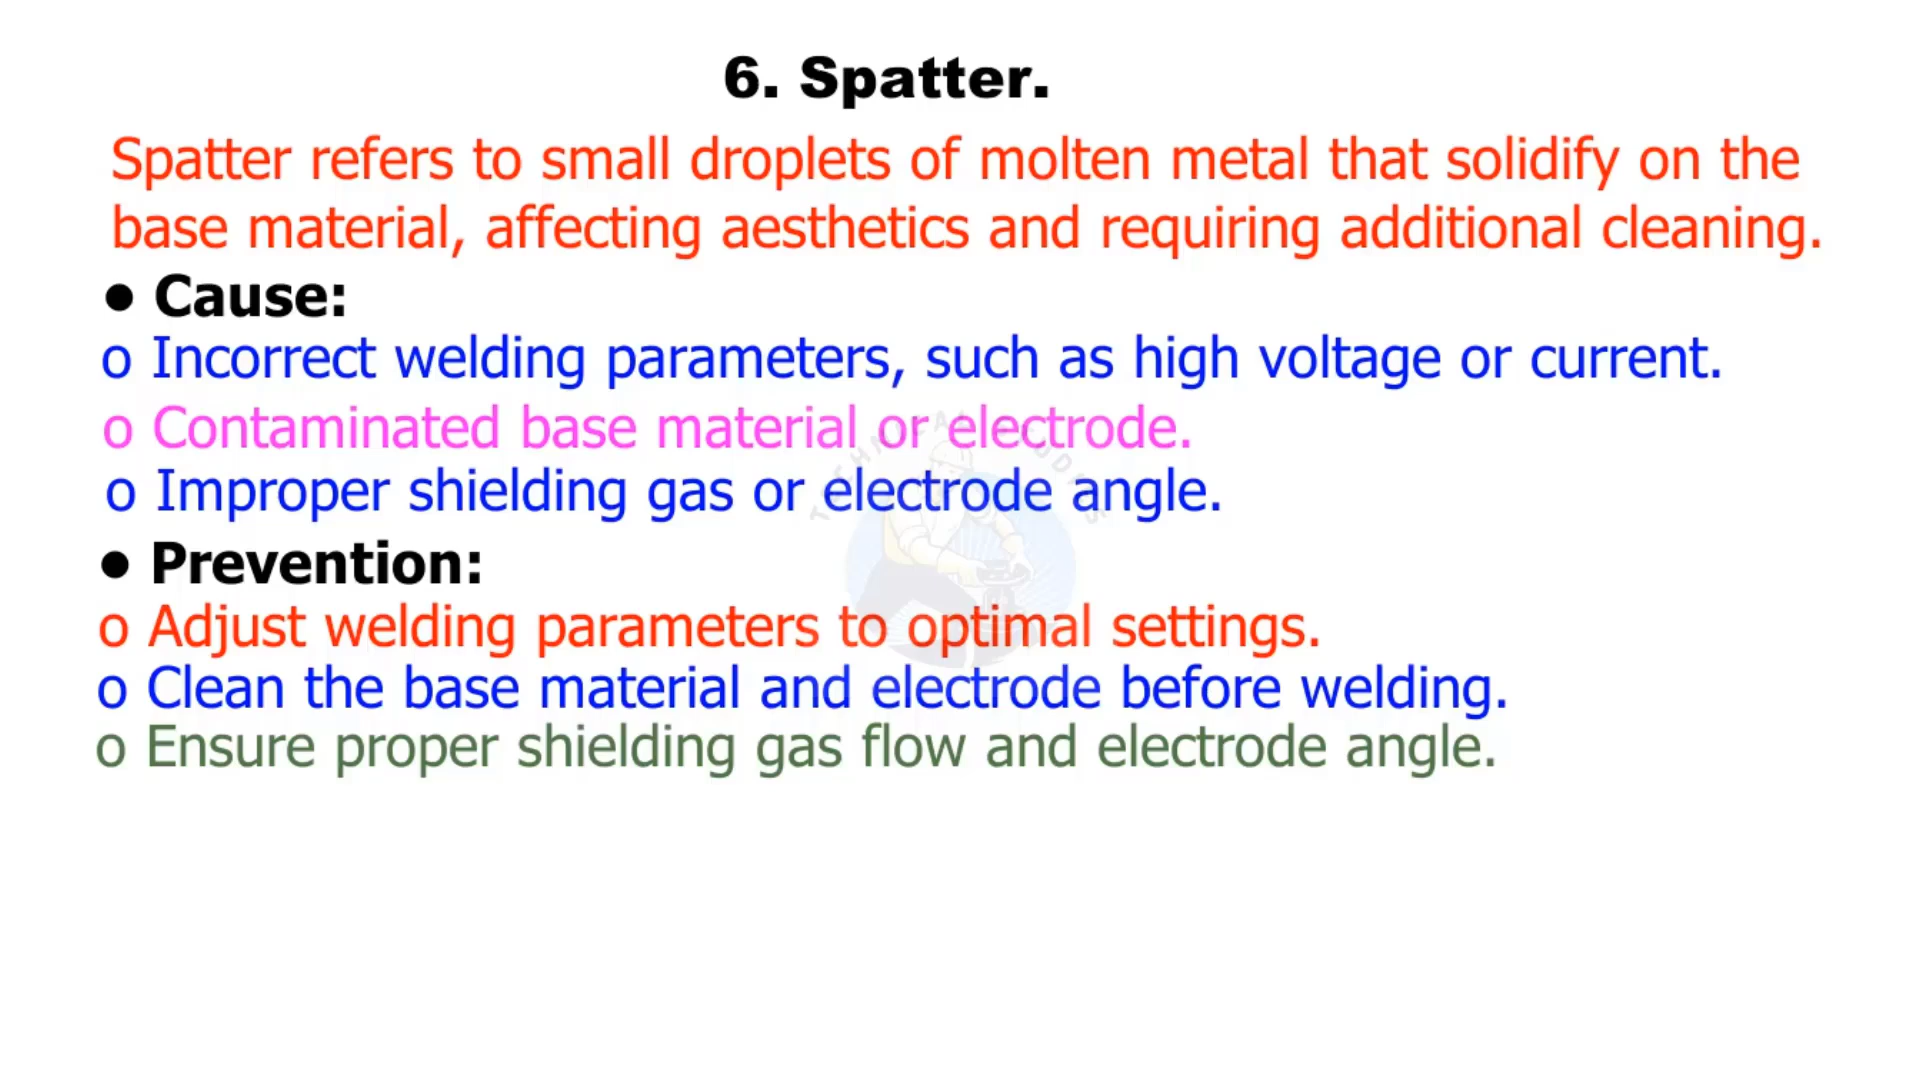 6. Spatter.
Spatter refers to small droplets of molten metal that solidify on the
base material, affecting aesthetics and requiring additional cleaning.
● Cause:
o Incorrect welding parameters, such as high voltage or current.
o Contaminated base material or electrode.
o Improper shielding gas or electrode angle.
● Prevention:
o Adjust welding parameters to optimal settings.
o Clean the base material and electrode before welding.
o Ensure proper shielding gas flow and electrode angle.